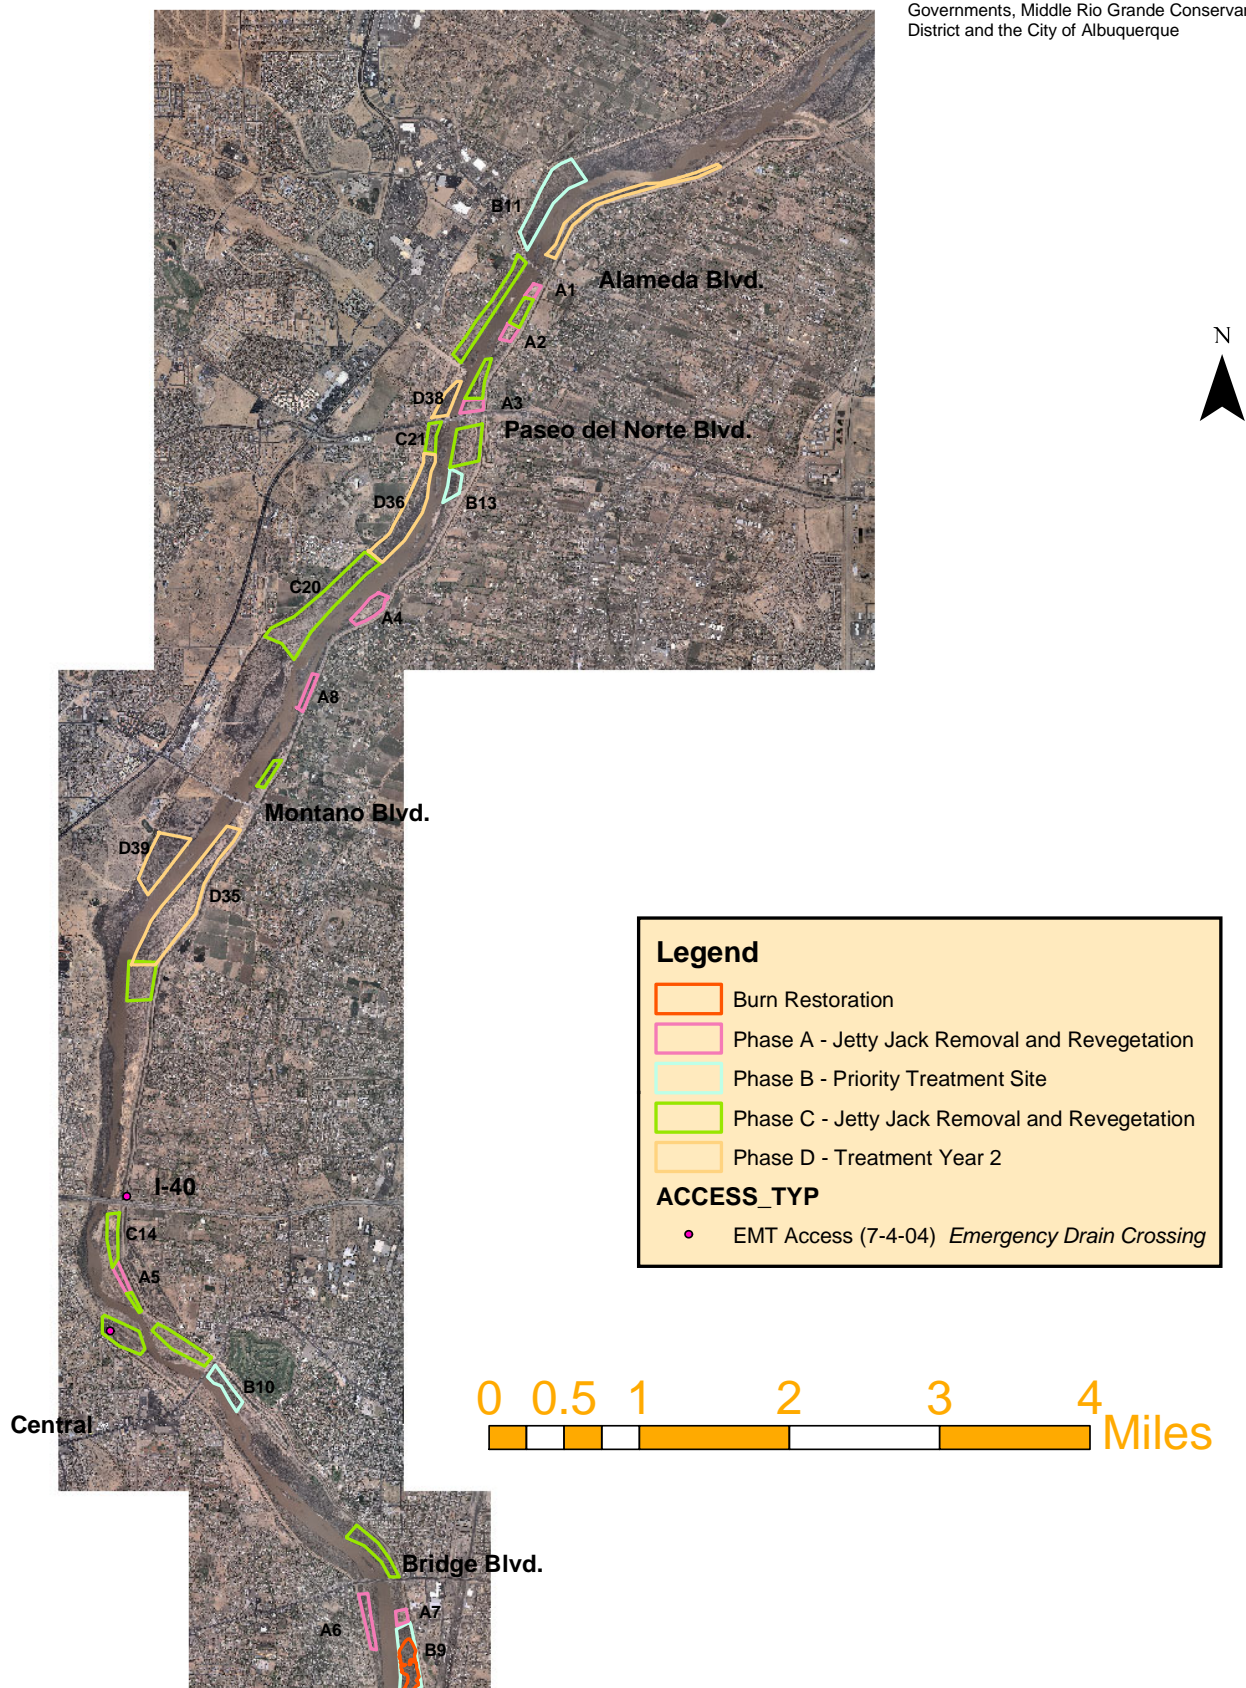 Governments, Middle Rio Grande Conservan
District and the City of Albuquerque
B11
Alameda Blvd.
A1
A2
N
D38
A3
C21
Paseo del Norte Blvd.
D36
B13
C20
A4
A8
Montano Blvd.
D39
D35
Legend
Burn Restoration
Phase A - Jetty Jack Removal and Revegetation
Phase B - Priority Treatment Site
Phase C - Jetty Jack Removal and Revegetation
Phase D - Treatment Year 2
ACCESS_TYP
EMT Access (7-4-04) Emergency Drain Crossing
I-40
C14
A5
B10
Central
0 0.5 1 2 3 4
Miles
Bridge Blvd.
A7
A6
B9